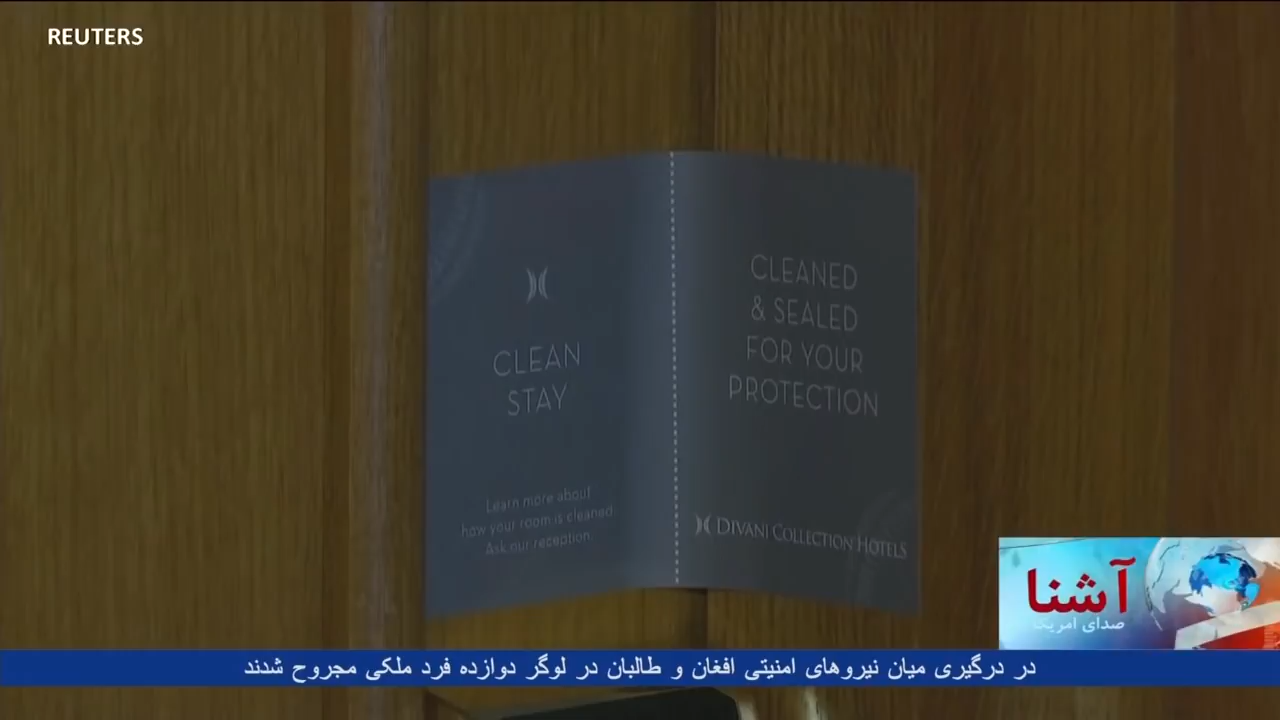 REUTERS
CLEAN
STAY
Learn more about
how your room is cleaned.
Ask our reception.
CLEANED
& SEALED
FOR YOUR
PROTECTION
DIVANI COLLECTION HOTELS
آشنا
صدای امریکا
در درگیری میان نیروهای امنیتی افغان و طالبان در لوگر دوازده فرد ملکی مجروح شدند